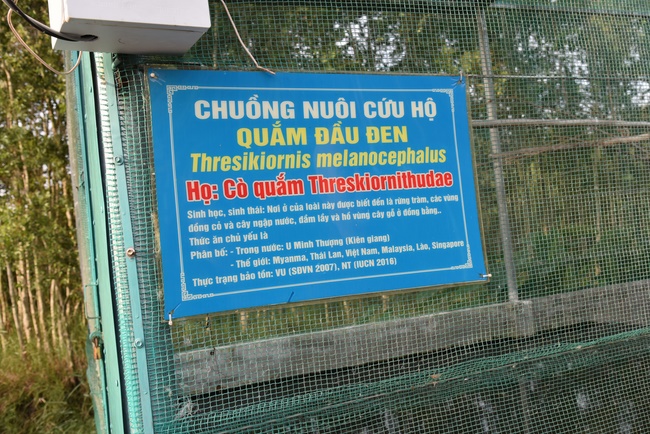 CHUỒNG NUÔI CỨU HỘ
QUẮM ĐẦU ĐEN
Thresikiornis melanocephalus
Họ: Cò quắm Threskiornithudae
Sinh học, sinh thái: Nơi ở của loài này được biết đến là rừng tràm, các vùng
đồng cỏ và cây ngập nước, đầm lầy và hồ vùng cây gỗ ở đồng bằng..
Thức ăn chủ yếu là
Phân bố: - Trong nước: U Minh Thượng (Kiên giang)
- Thế giới: Myanma, Thái Lan, Việt Nam, Malaysia, Lào, Singapore
Thực trạng bảo tồn: VU (SĐVN 2007), NT (IUCN 2016)